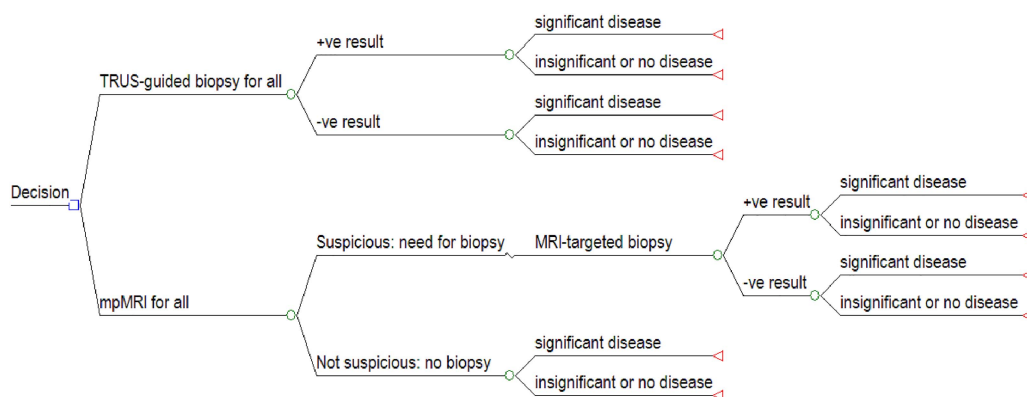 significant disease
+ve result
insignificant or no disease
TRUS-guided biopsy for all
significant disease
-ve result
insignificant or no disease
significant disease
Decision
+ve result
insignificant or no disease
Suspicious: need for biopsy
MRI-targeted biopsy
significant disease
-ve result
mpMRI for all
insignificant or no disease
significant disease
Not suspicious: no biopsy
insignificant or no disease